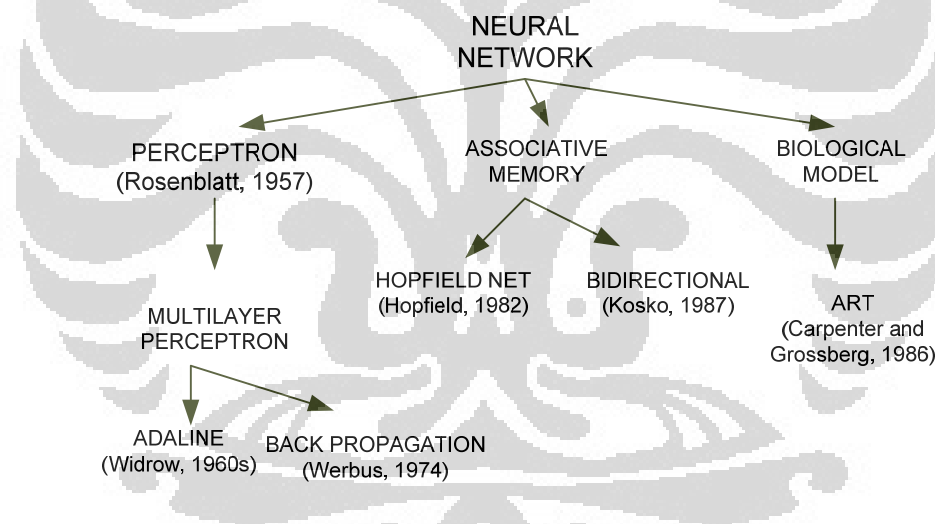 NEURAL
NETWORK
PERCEPTRON
(Rosenblatt, 1957)
ASSOCIATIVE
MEMORY
BIOLOGICAL
MODEL
HOPFIELD NET
(Hopfield, 1982)
BIDIRECTIONAL
(Kosko, 1987)
ART
(Carpenter and
Grossberg, 1986)
MULTILAYER
PERCEPTRON
ADALINE
(Widrow, 1960s)
BACK PROPAGATION
(Werbus, 1974)